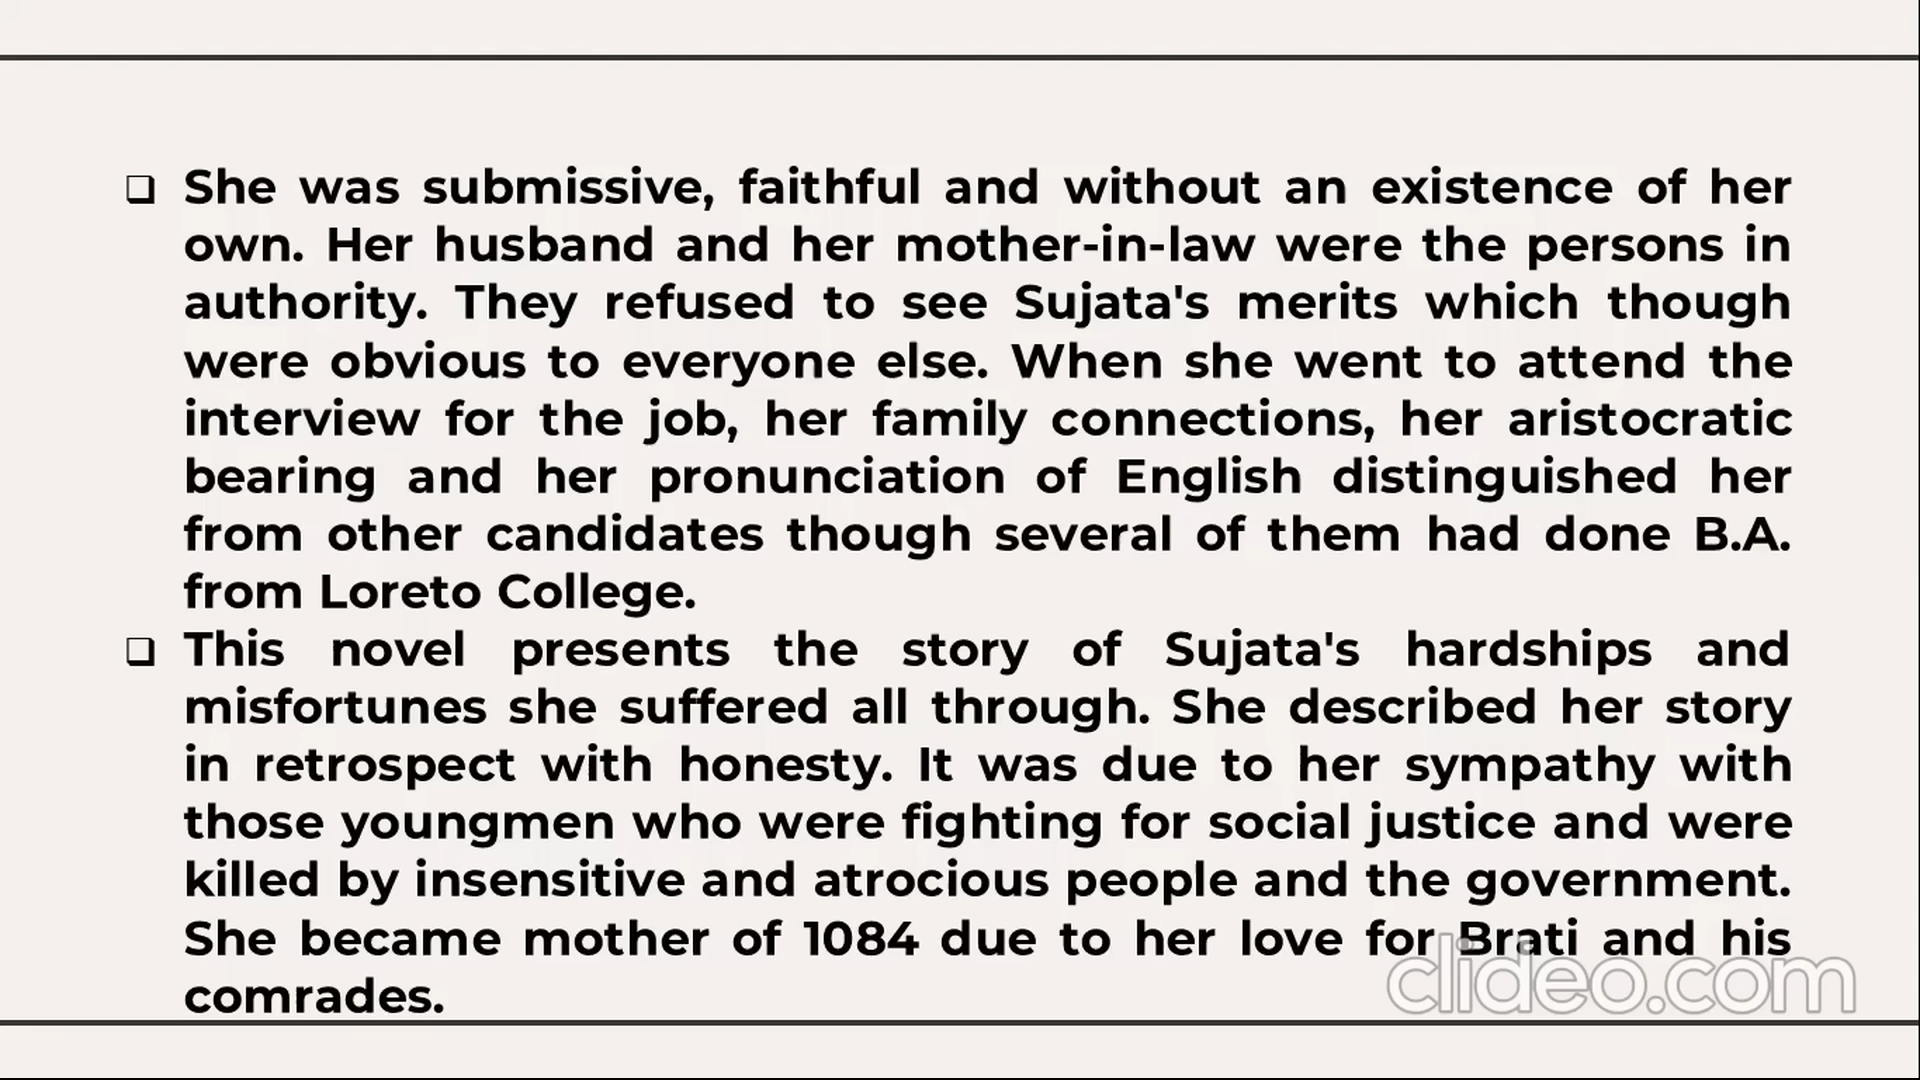 ❑ She was submissive, faithful and without an existence of her
own. Her husband and her mother-in-law were the persons in
authority. They refused to see Sujata's merits which though
were obvious to everyone else. When she went to attend the
interview for the job, her family connections, her aristocratic
bearing and her pronunciation of English distinguished her
from other candidates though several of them had done B.A.
from Loreto College.
❑ This novel presents the story of Sujata's hardships and
misfortunes she suffered all through. She described her story
in retrospect with honesty. It was due to her sympathy with
those youngmen who were fighting for social justice and were
killed by insensitive and atrocious people and the government.
She became mother of 1084 due to her love for Brati and his
comrades.
clideo.com